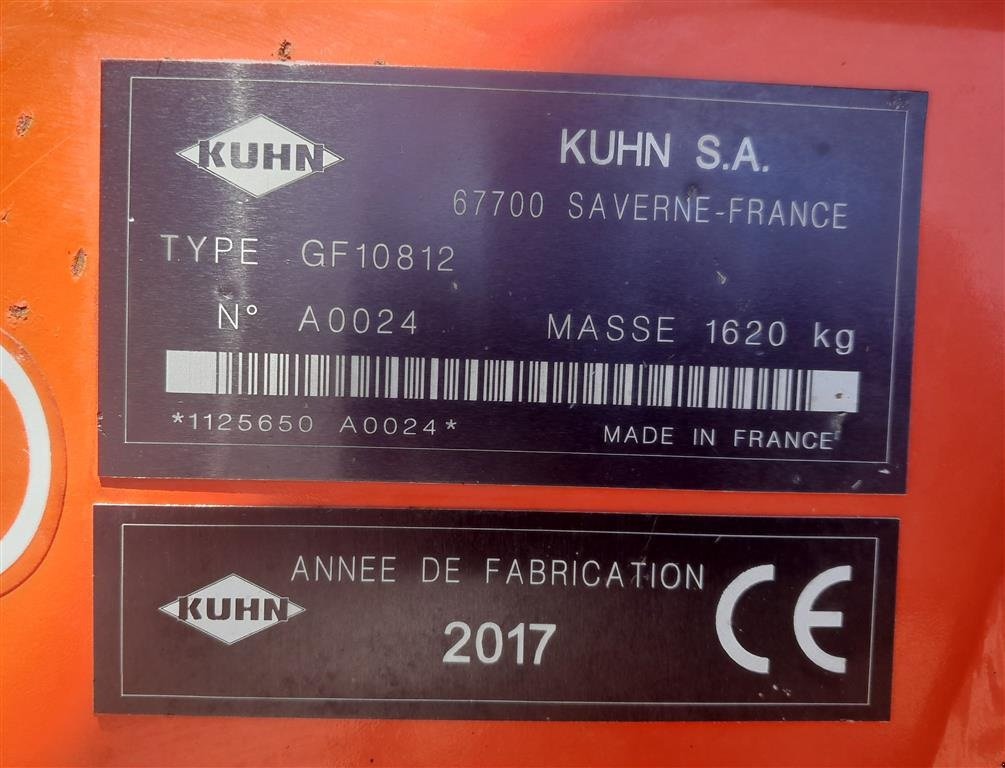 KUHN
KUHN S.A.
67700 SAVERNE-FRANCE
TYPE GF10812
N° A0024 MASSE 1620 kg
*1125650 A0024*
MADE IN FRANCE
KUHN
ANNEE DE FABRICATION
2017
CE